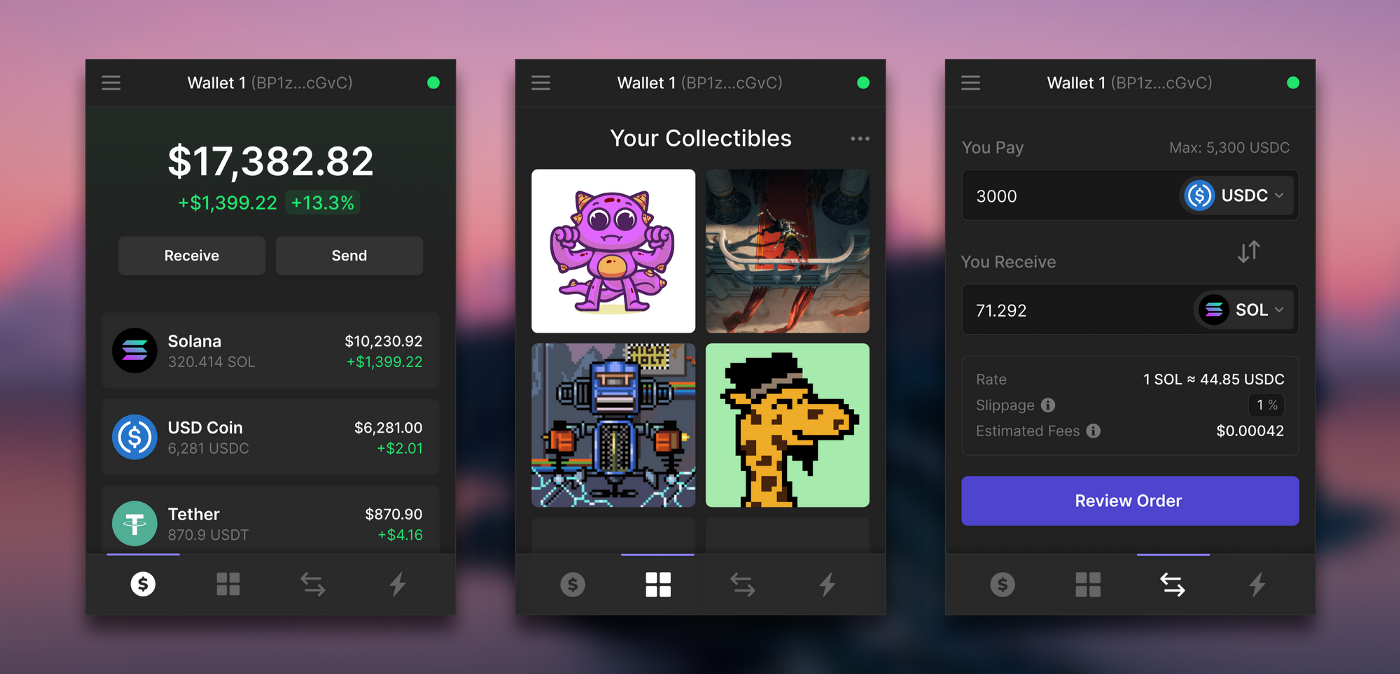 Wallet 1 (BP1z...cGvC)
$17,382.82
+$1,399.22 +13.3%
Receive Send
Solana $10,230.92
320.414 SOL +$1,399.22
USD Coin $6,281.00
6,281 USDC +$2.01
Tether $870.90
870.9 USDT +$4.16
Wallet 1 (BP1z...cGvC)
Your Collectibles
Wallet 1 (BP1z...cGvC)
You Pay Max: 5,300 USDC
3000 USDC
You Receive
71.292 SOL
Rate 1 SOL ≈ 44.85 USDC
Slippage 1 %
Estimated Fees $0.00042
Review Order